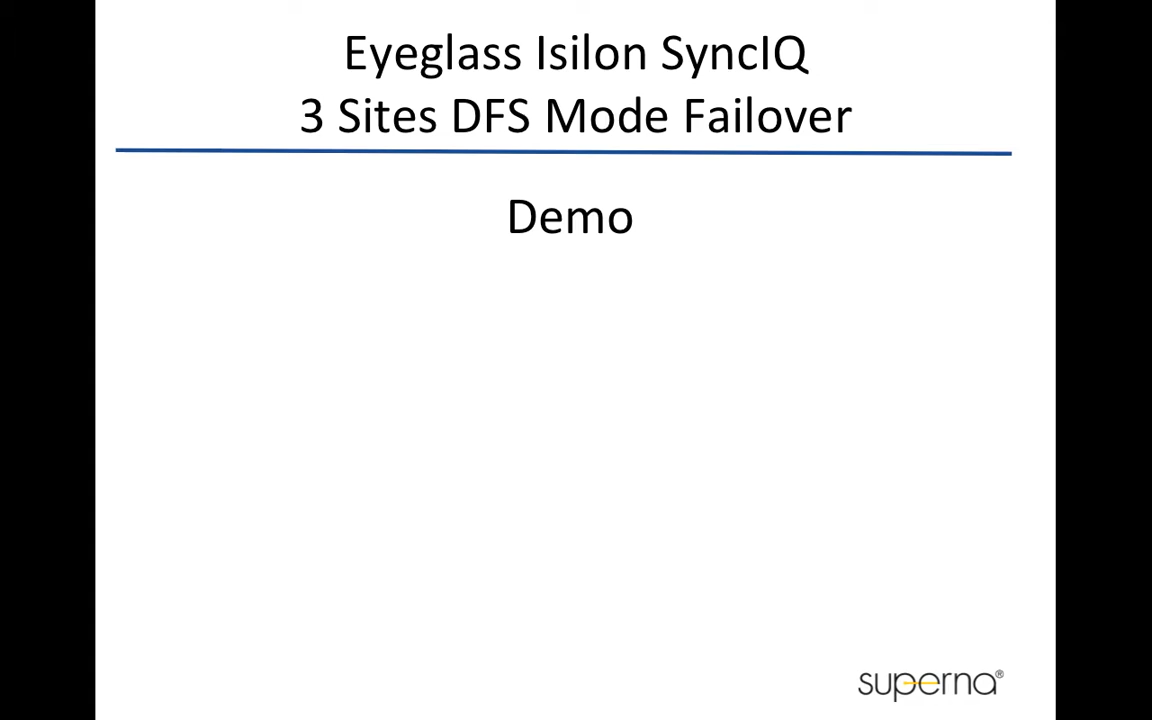 Eyeglass Isilon SyncIQ
3 Sites DFS Mode Failover
Demo
superna®